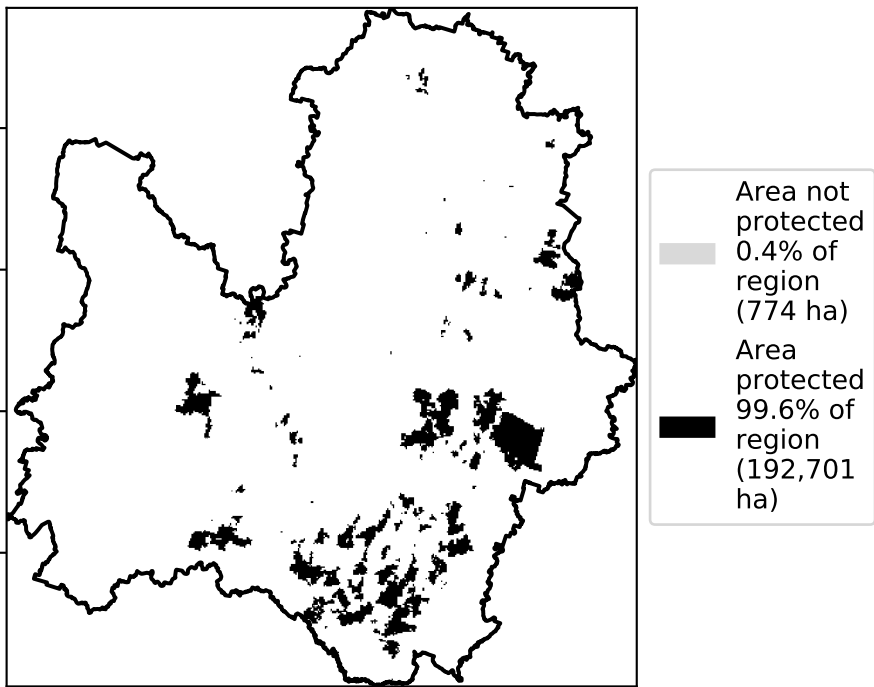 Area not
protected
0.4% of
region
(774 ha)
Area
protected
99.6% of
region
(192,701
ha)